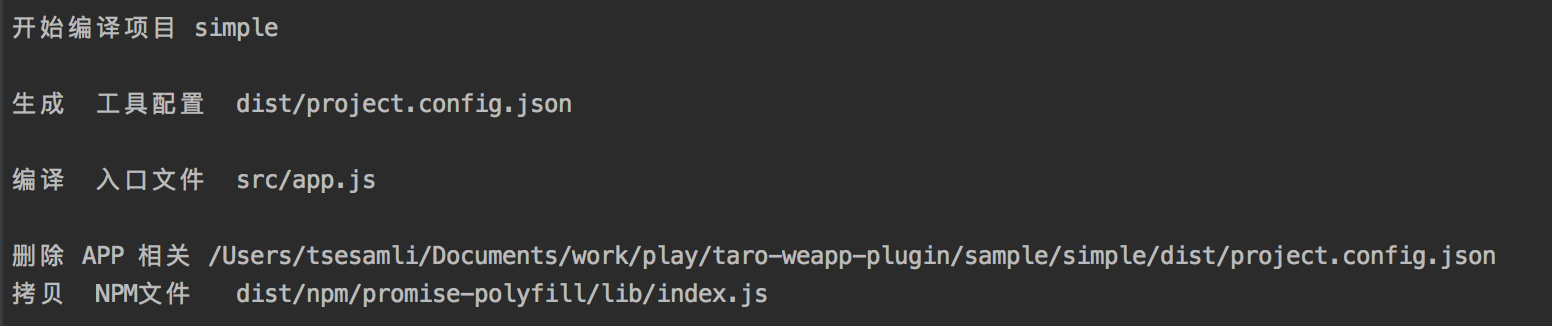 开始编译项目 simple
生成  工具配置  dist/project.config.json
编译  入口文件  src/app.js
删除 APP 相关 /Users/tsesamli/Documents/work/play/taro-weapp-plugin/sample/simple/dist/project.config.json
拷贝  NPM文件   dist/npm/promise-polyfill/lib/index.js